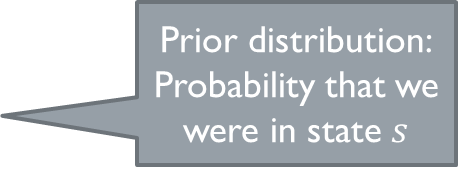 Prior distribution:
Probability that we
were in state s